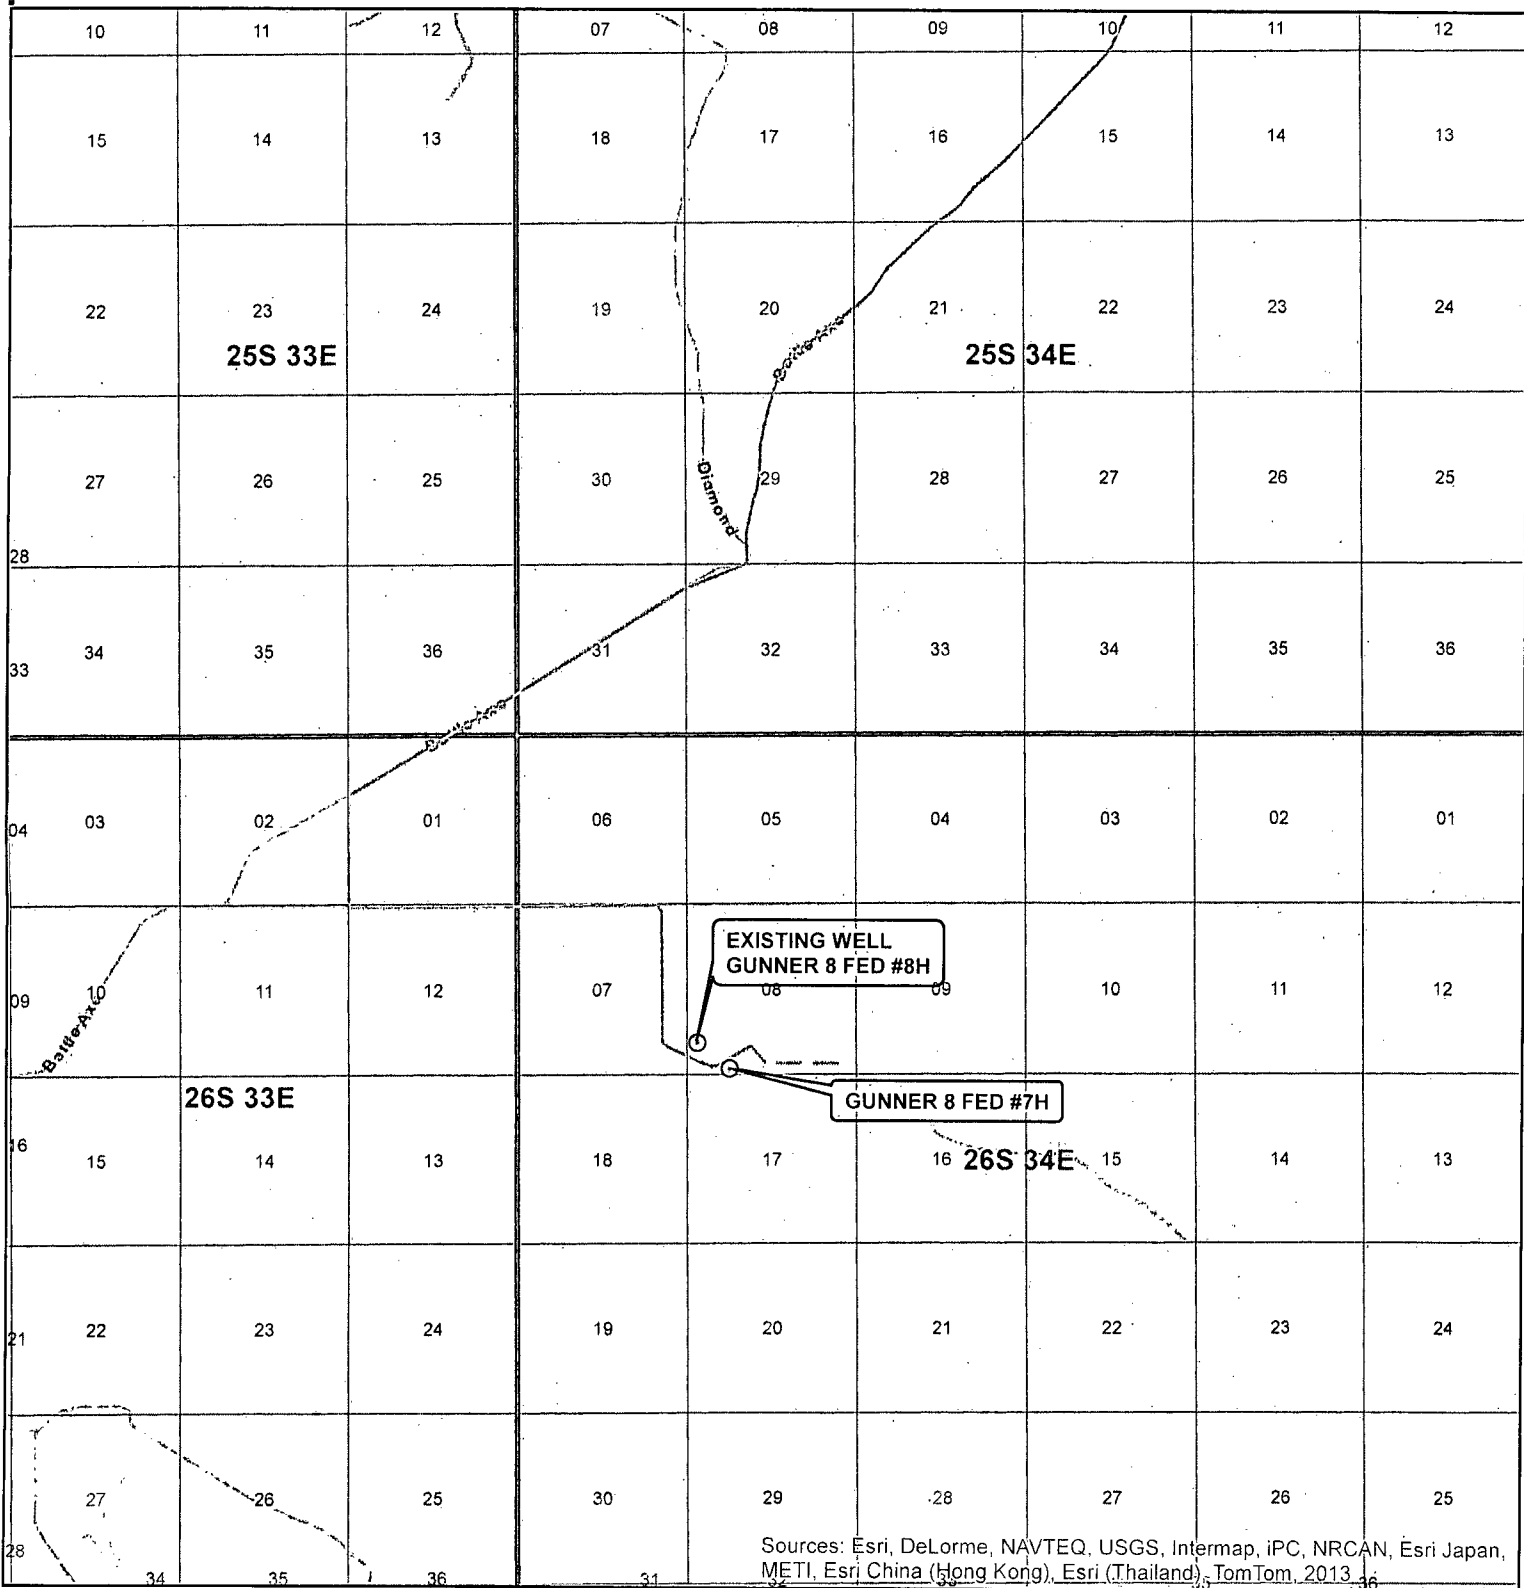 10 11 12 07 08 09 10 11 12
15 14 13 18 17 16 15 14 13
22 23 24 19 20 21 22 23 24
25S 33E 25S 34E
27 26 25 30 29 28 27 26 25
Diamond
28
34 35 36 31 32 33 34 35 36
33
04 03 02 01 06 05 04 03 02 01
EXISTING WELL
GUNNER 8 FED #8H
09 10 11 12 07 08 09 10 11 12
Battle Axe
26S 33E
GUNNER 8 FED #7H
16
15 14 13 18 17 16 26S 34E 15 14 13
21 22 23 24 19 20 21 22 23 24
27 26 25 30 29 28 27 26 25
28
Sources: Esri, DeLorme, NAVTEQ, USGS, Intermap, iPC, NRCAN, Esri Japan,
METI, Esri China (Hong Kong), Esri (Thailand), TomTom, 2013
34 35 36 31 32 33 35 36